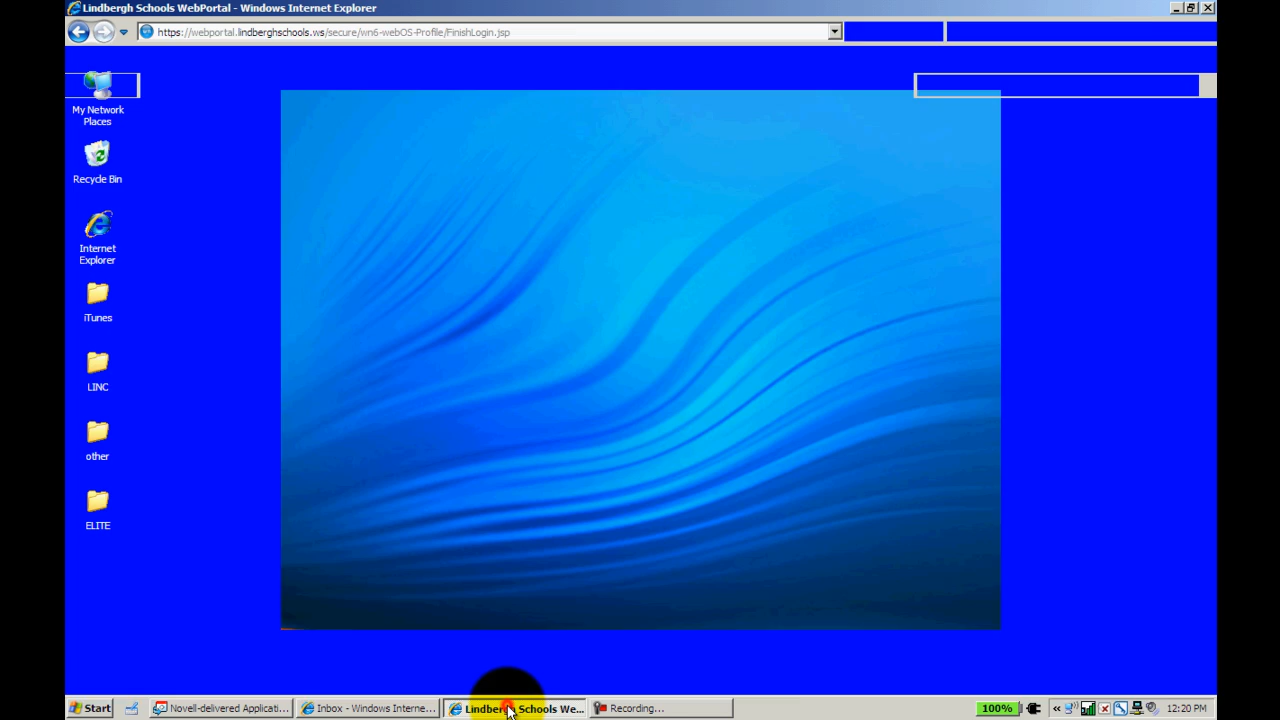 Lindbergh Schools WebPortal - Windows Internet Explorer
https://webportal.lindberghschools.ws/secure/wn6-webOS-Profile/FinishLogin.jsp
My Network
Places
Recycle Bin
Internet
Explorer
iTunes
LINC
other
ELITE
Start
Novell-delivered Applicati...
Inbox - Windows Interne...
Lindbergh Schools We...
Recording...
100%
12:20 PM